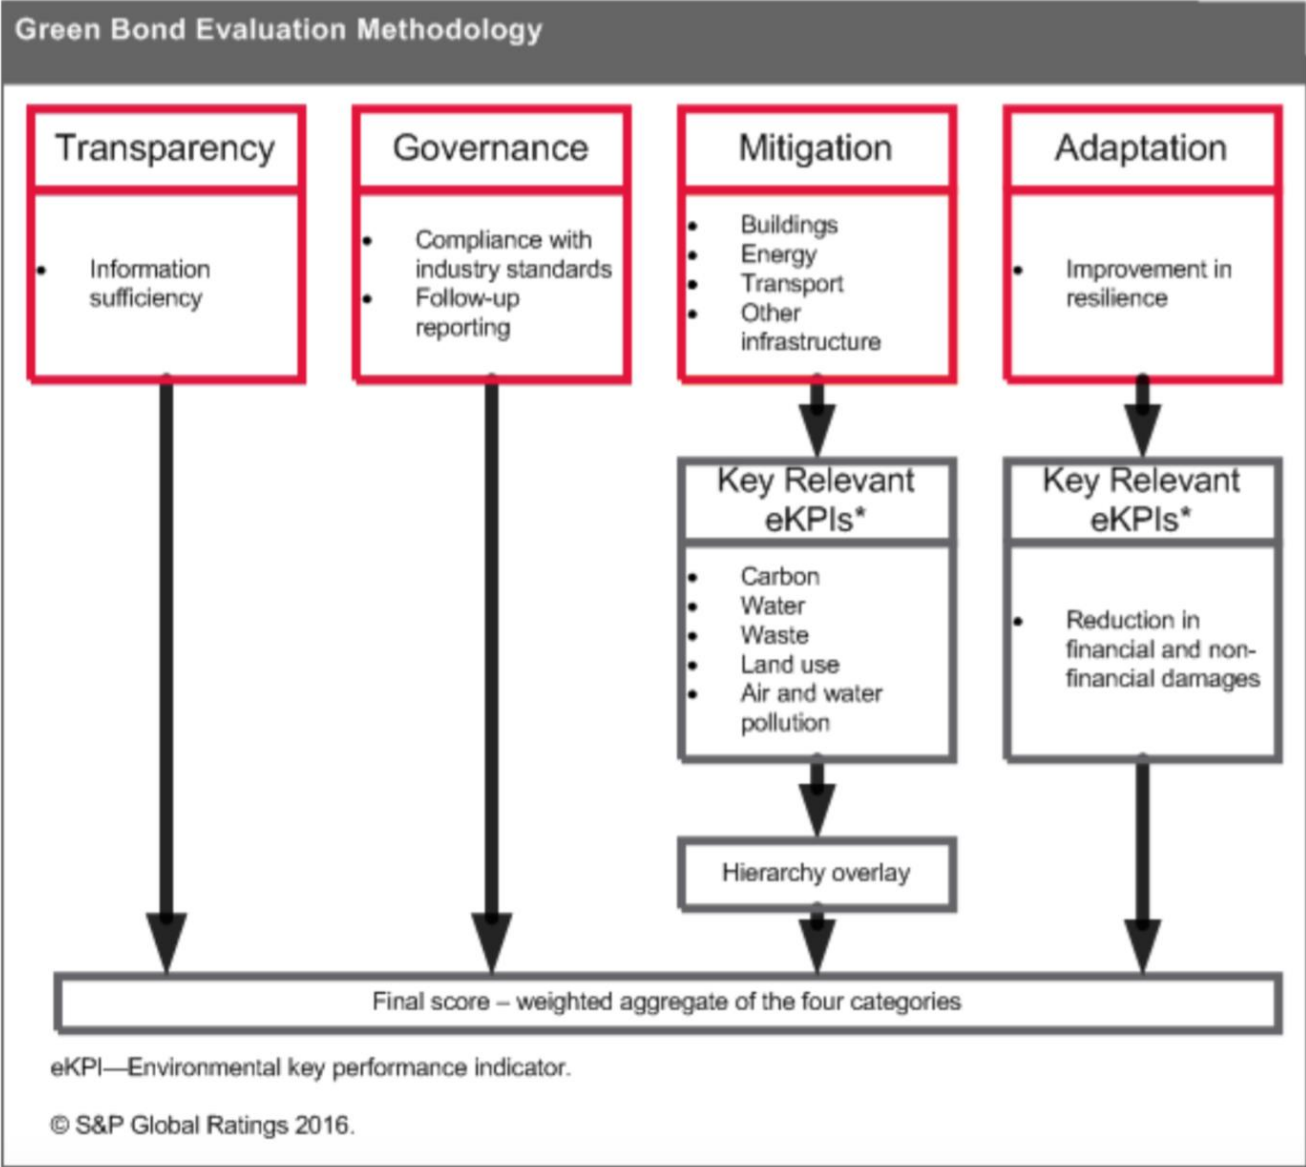 Green Bond Evaluation Methodology
Transparency
• Information
sufficiency
Governance
• Compliance with
industry standards
• Follow-up
reporting
Mitigation
• Buildings
• Energy
• Transport
• Other
infrastructure
Adaptation
• Improvement in
resilience
Key Relevant
eKPIs*
• Carbon
• Water
• Waste
• Land use
• Air and water
pollution
Key Relevant
eKPIs*
• Reduction in
financial and non-
financial damages
Hierarchy overlay
Final score – weighted aggregate of the four categories
eKPI—Environmental key performance indicator.
© S&P Global Ratings 2016.